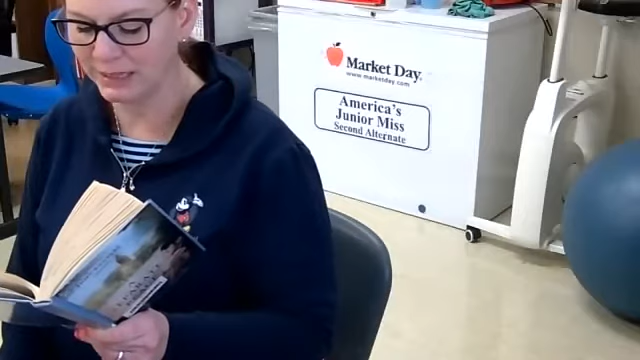 Market Day.
www.marketday.com
America's
Junior Miss
Second Alternate